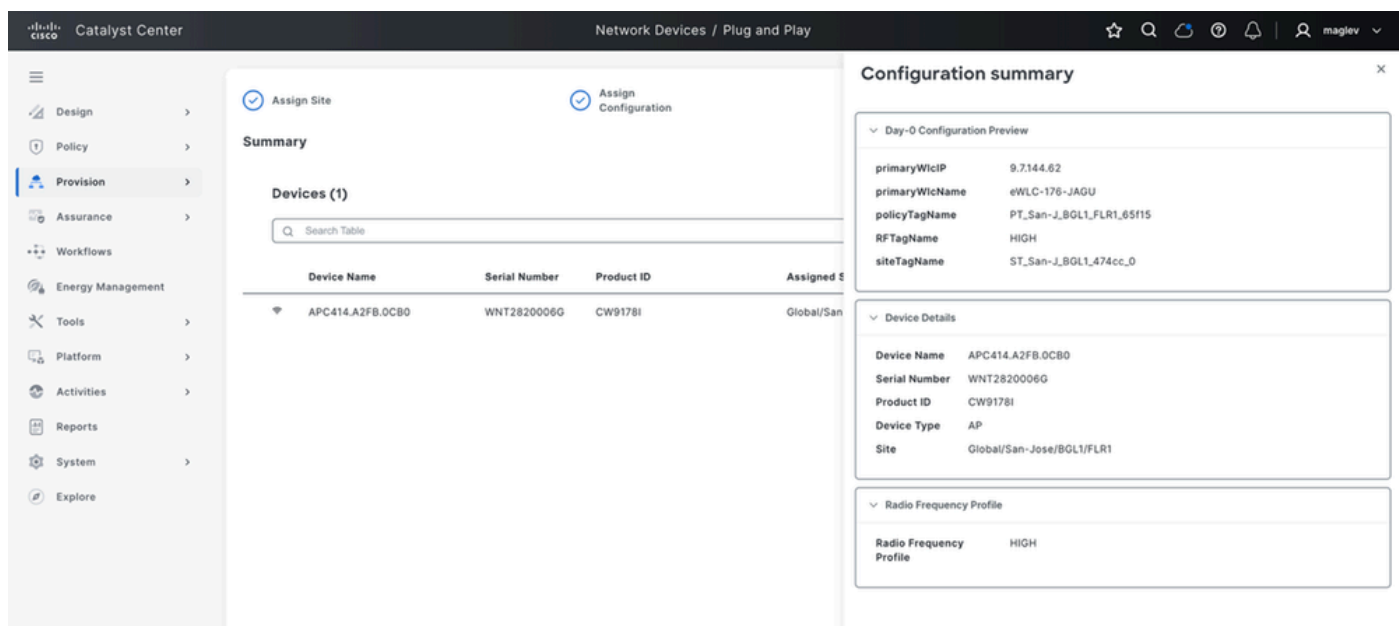 cisco Catalyst Center
Network Devices / Plug and Play
maglev
Design
Policy
Provision
Assurance
Workflows
Energy Management
Tools
Platform
Activities
Reports
System
Explore
Assign Site
Assign
Configuration
Summary
Devices (1)
Search Table
Device Name Serial Number Product ID Assigned S
APC414.A2FB.0CB0 WNT2820006G CW9178I Global/San
Configuration summary
Day-0 Configuration Preview
primaryWlcIP 9.7.144.62
primaryWlcName eWLC-176-JAGU
policyTagName PT_San-J_BGL1_FLR1_65f15
RFTagName HIGH
siteTagName ST_San-J_BGL1_474cc_0
Device Details
Device Name APC414.A2FB.0CB0
Serial Number WNT2820006G
Product ID CW9178I
Device Type AP
Site Global/San-Jose/BGL1/FLR1
Radio Frequency Profile
Radio Frequency HIGH
Profile